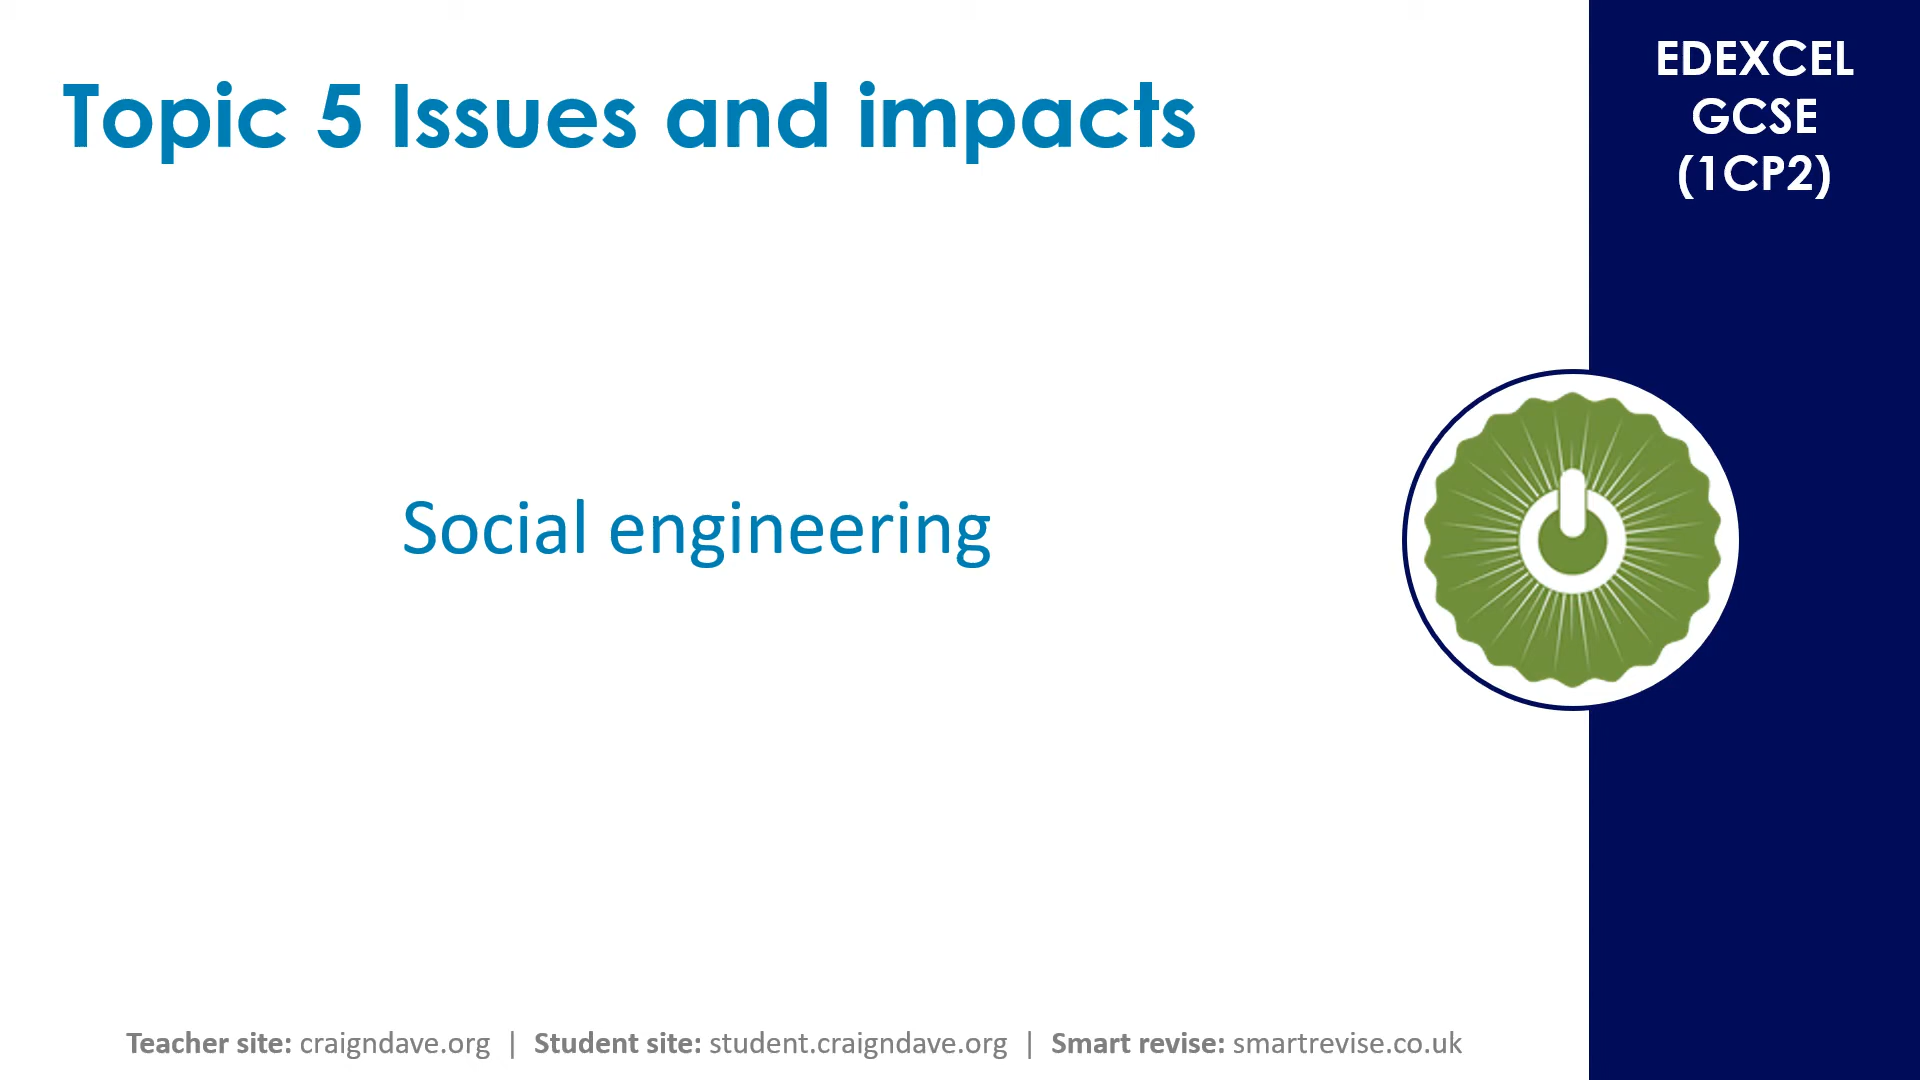 Topic 5 Issues and impacts
EDEXCEL
GCSE
(1CP2)
Social engineering
Teacher site: craigndave.org | Student site: student.craigndave.org | Smart revise: smartrevise.co.uk